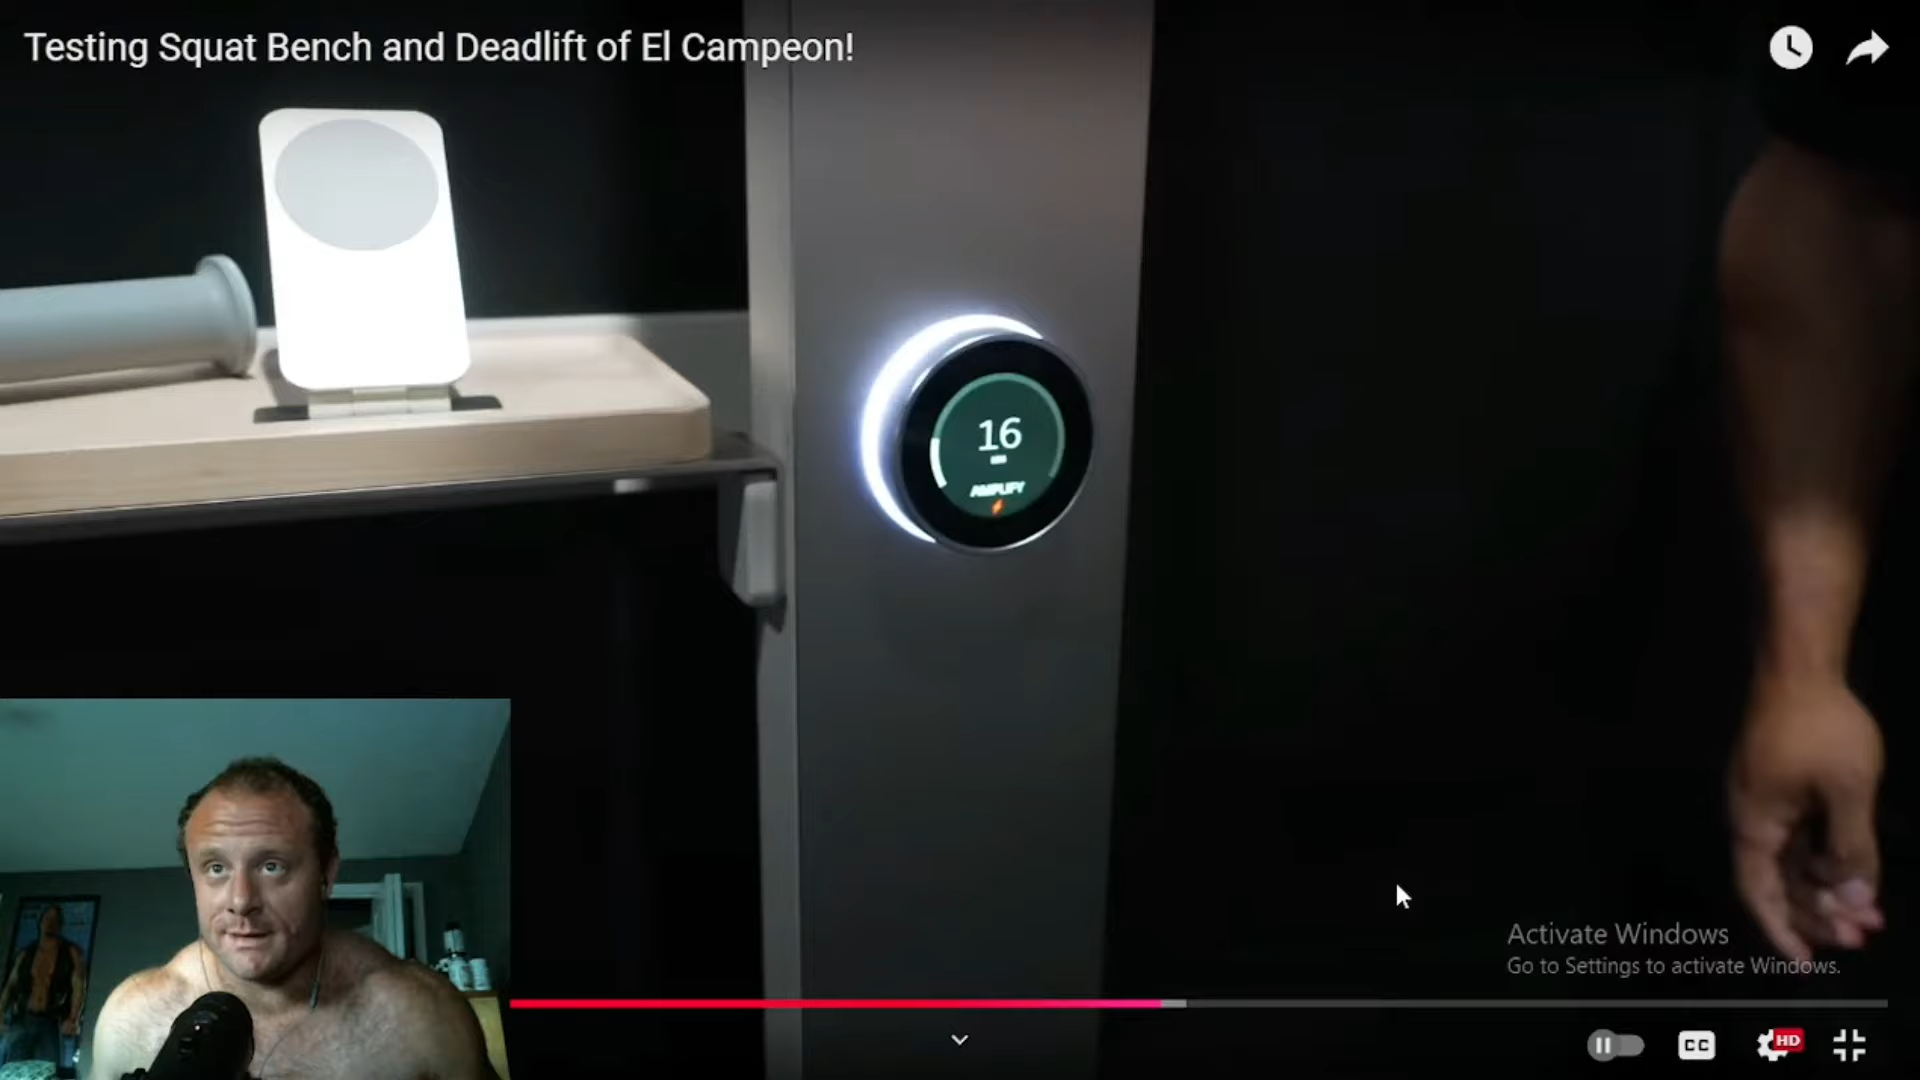 Testing Squat Bench and Deadlift of El Campeon!
16
AMPLIFY
Activate Windows
Go to Settings to activate Windows.
CC
HD